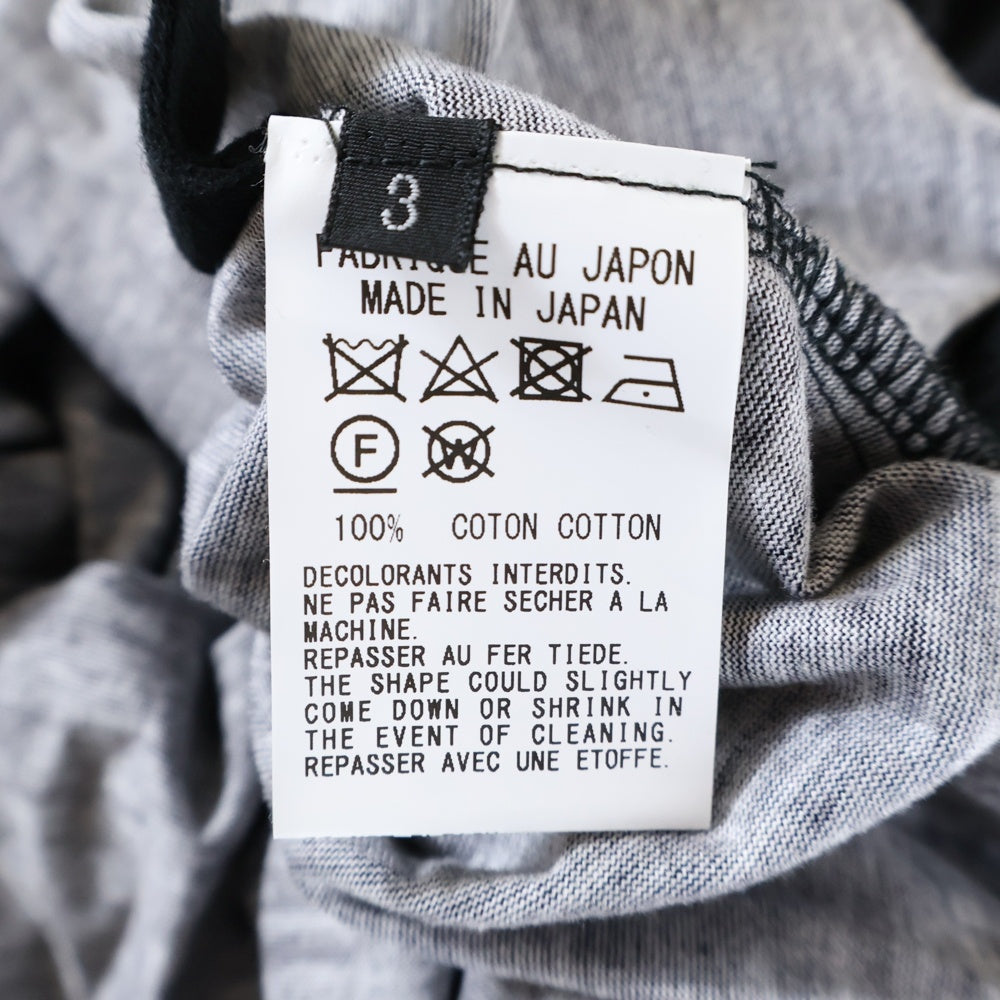 3
FABRIQUE AU JAPON
MADE IN JAPAN
F
W
100% COTON COTTON
DECOLORANTS INTERDITS.
NE PAS FAIRE SECHER A LA
MACHINE.
REPASSER AU FER TIEDE.
THE SHAPE COULD SLIGHTLY
COME DOWN OR SHRINK IN
THE EVENT OF CLEANING.
REPASSER AVEC UNE ETOFFE.